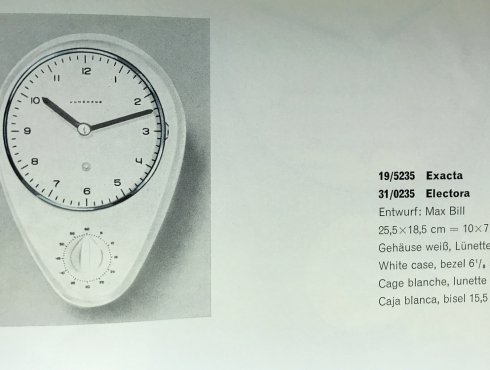 12
1
2
3
4
5
6
7
8
9
10
11
JUNGHANS
19/5235 Exacta
31/0235 Electora
Entwurf: Max Bill
25,5×18,5 cm = 10×7
Gehäuse weiß, Lünette
White case, bezel 6¹/₈
Cage blanche, lunette
Caja blanca, bisel 15,5